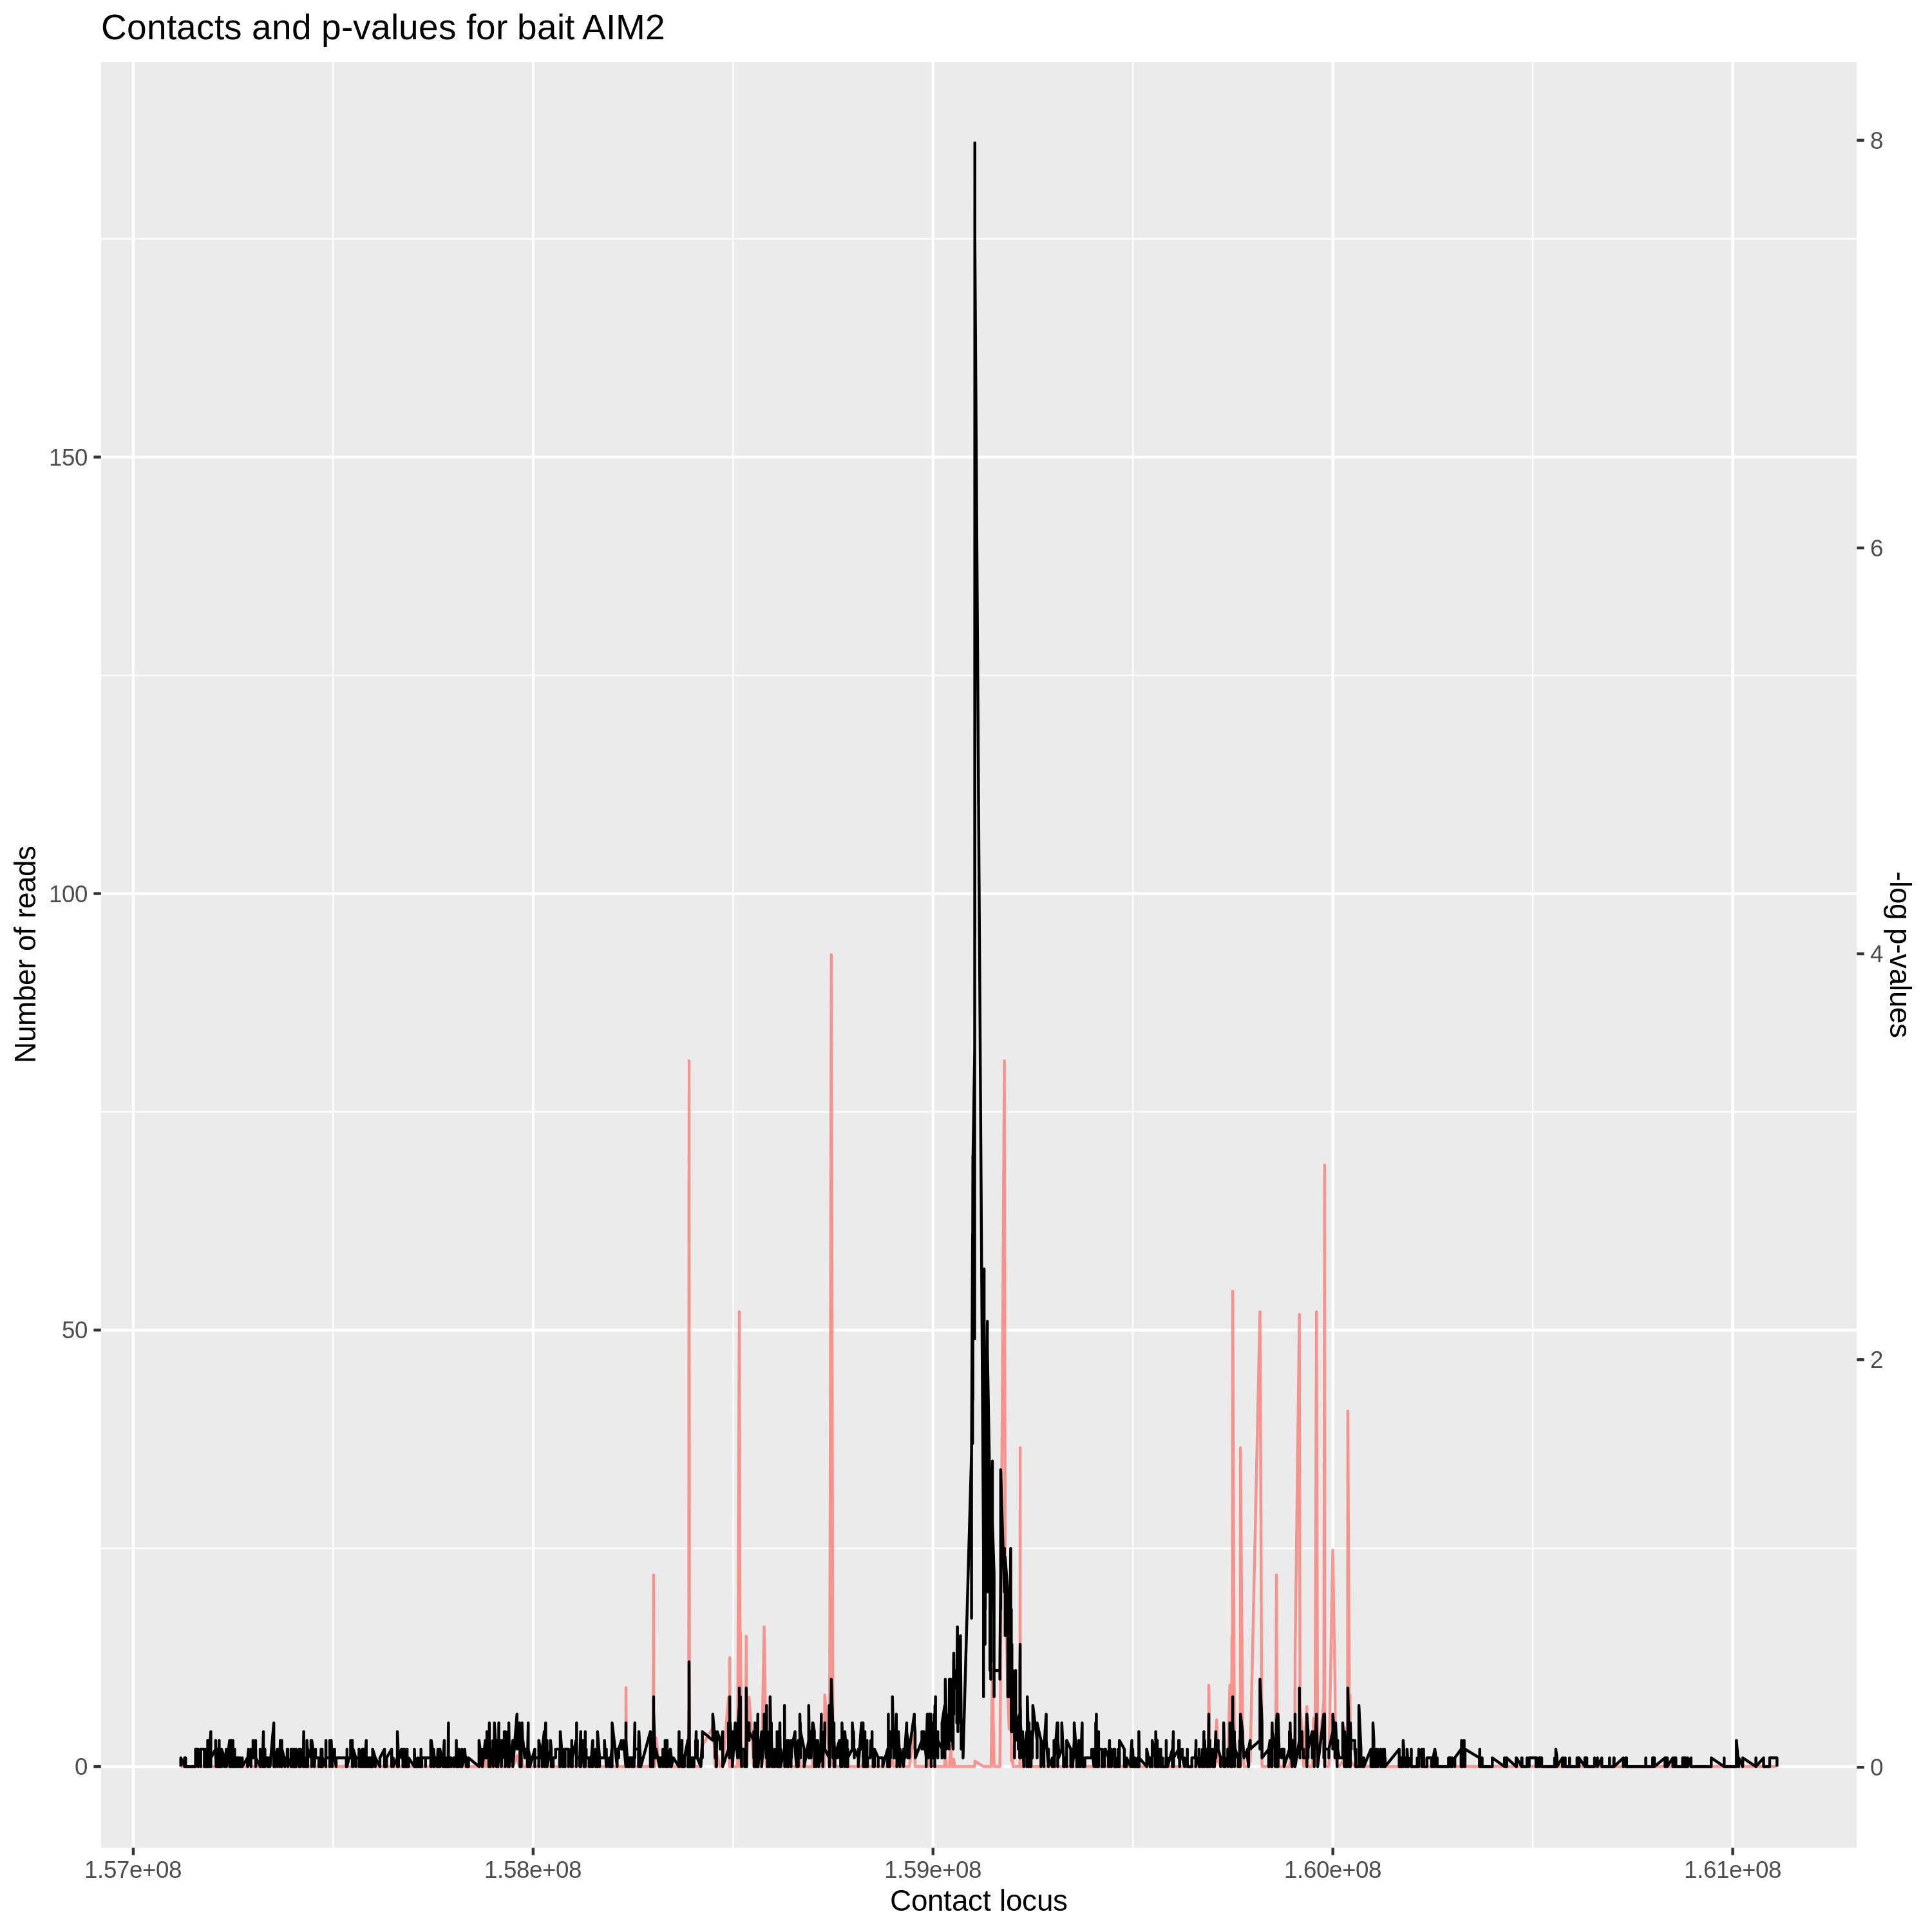 Contacts and p-values for bait AIM2
8
150
6
100
4
50
2
0
0
Number of reads
-log p-values
1.57e+08 1.58e+08 1.59e+08 1.60e+08 1.61e+08
Contact locus